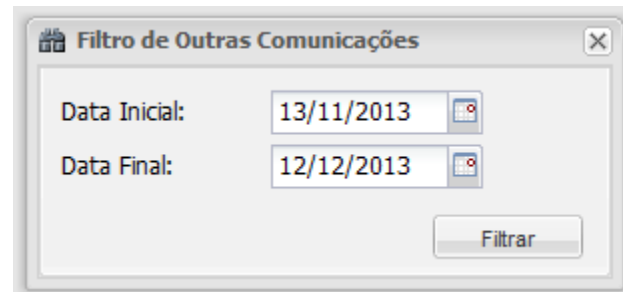 Filtro de Outras Comunicações
Data Inicial: 13/11/2013
Data Final: 12/12/2013
Filtrar